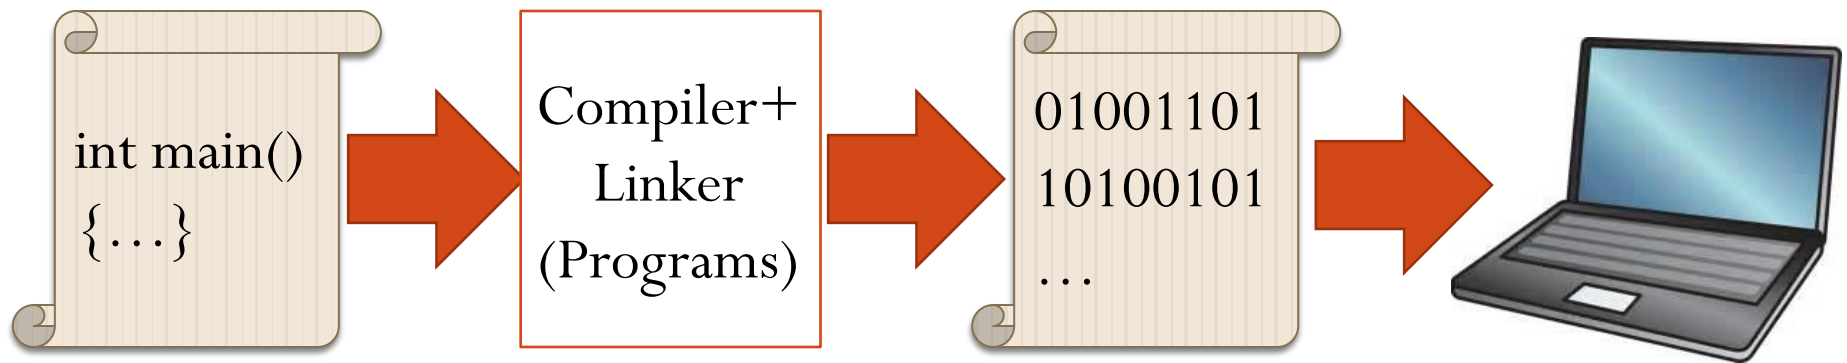 int main()
{…}
Compiler+
Linker
(Programs)
01001101
10100101
…